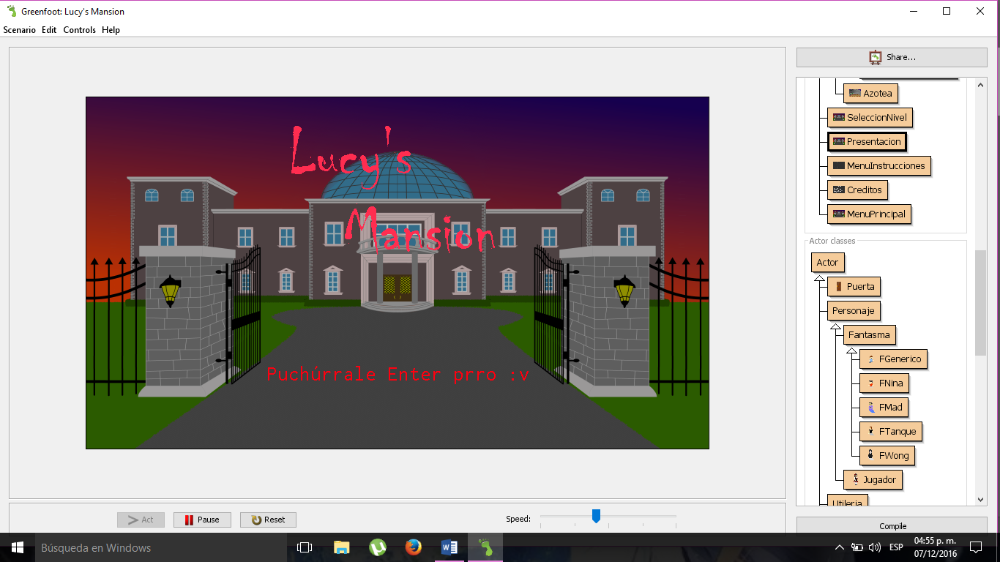 Greenfoot: Lucy's Mansion
Scenario Edit Controls Help
Lucy's
Mansion
Puchúrrale Enter prro :v
Share...
Azotea
SeleccionNivel
Presentacion
MenuInstrucciones
Creditos
MenuPrincipal
Actor classes
Actor
Puerta
Personaje
Fantasma
FGenerico
FNina
FMad
FTanque
FWong
Jugador
Utileria
Act Pause Reset Speed:
Compile
Búsqueda en Windows
ESP
04:55 p. m.
07/12/2016